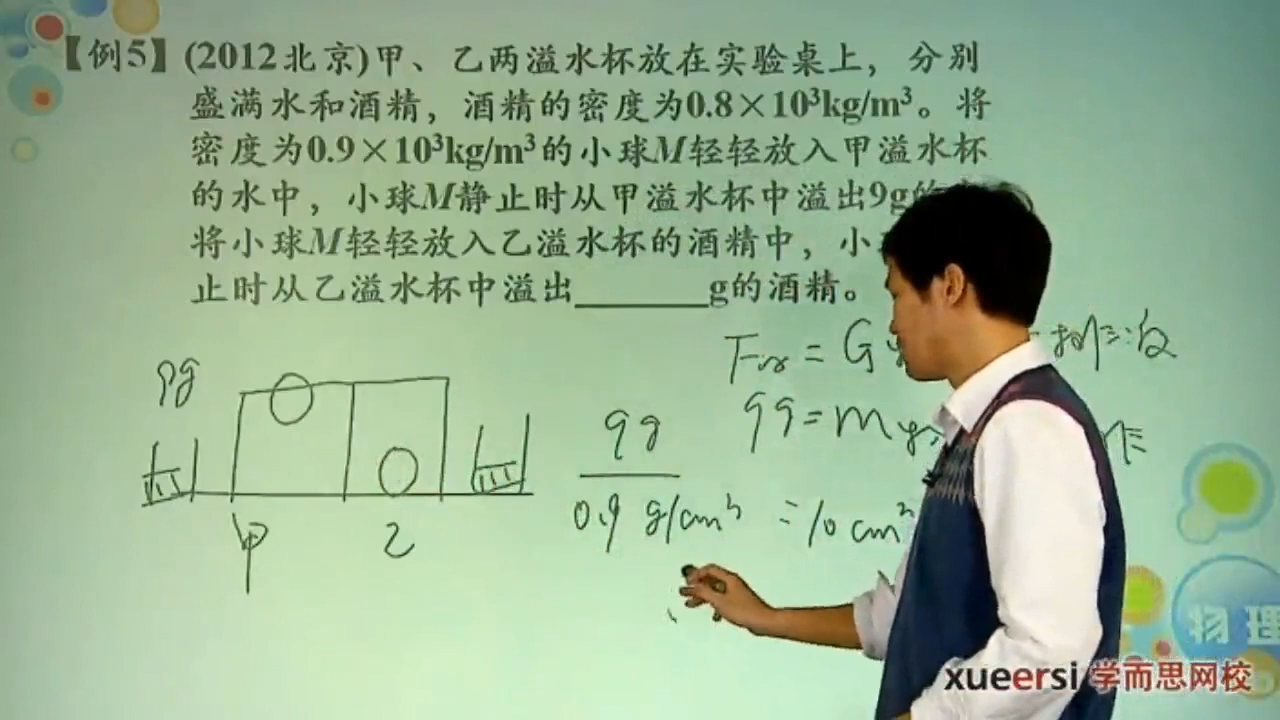 【例5】(2012北京)甲、乙两溢水杯放在实验桌上，分别
盛满水和酒精，酒精的密度为0.8×10³kg/m³。将
密度为0.9×10³kg/m³的小球M轻轻放入甲溢水杯
的水中，小球M静止时从甲溢水杯中溢出9g的
将小球M轻轻放入乙溢水杯的酒精中，小
止时从乙溢水杯中溢出______g的酒精。
F浮 = G 排液
9g
9g = m
9g
0.9 g/cm³ = 10 cm³
甲 乙
物理
xueersi 学而思网校